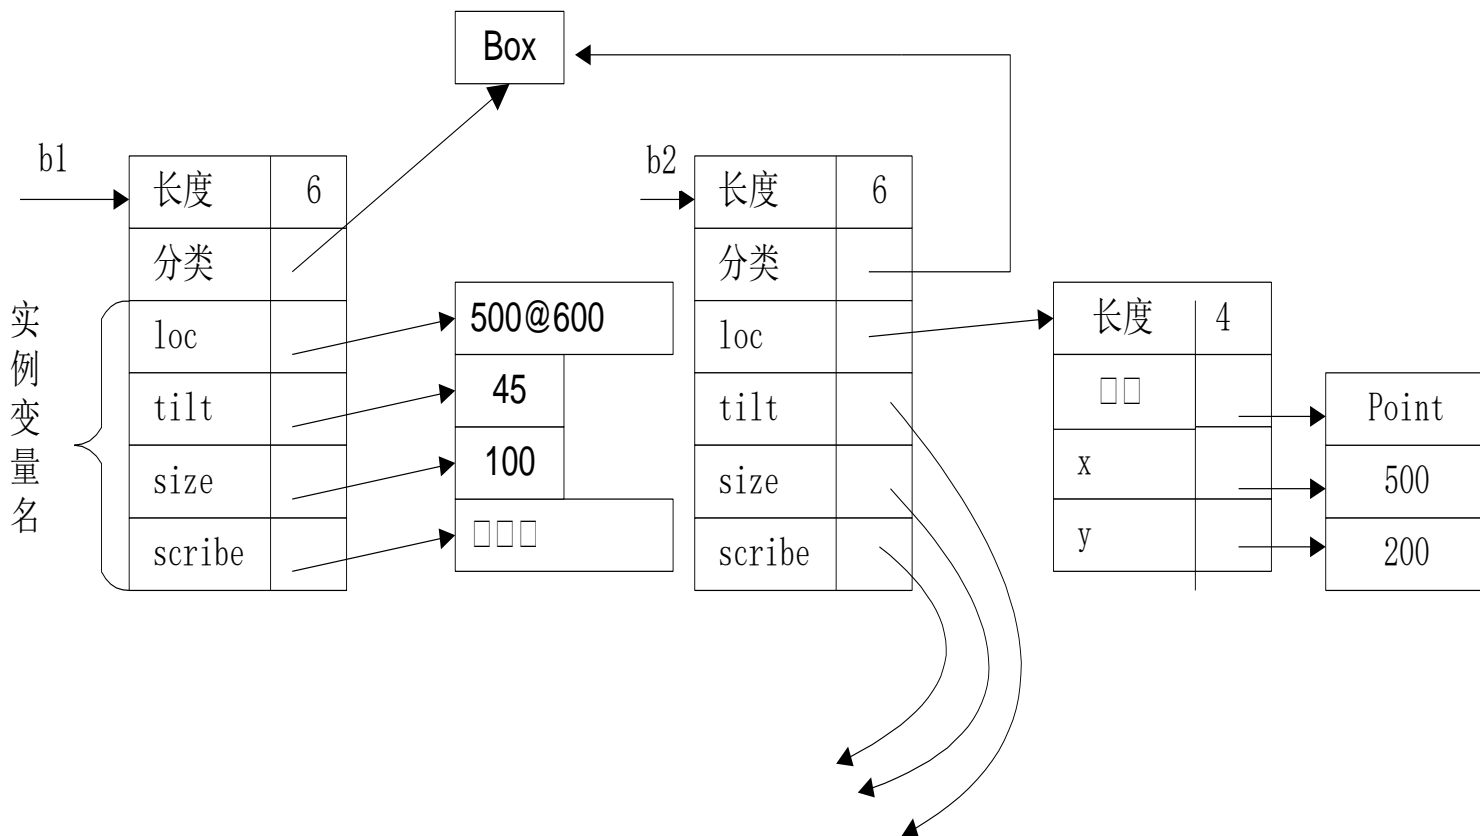 Box
b1
长度 6
分类
loc
tilt
size
scribe
实例变量名
500@600
45
100
□□□
b2
长度 6
分类
loc
tilt
size
scribe
长度 4
□□
x
y
Point
500
200